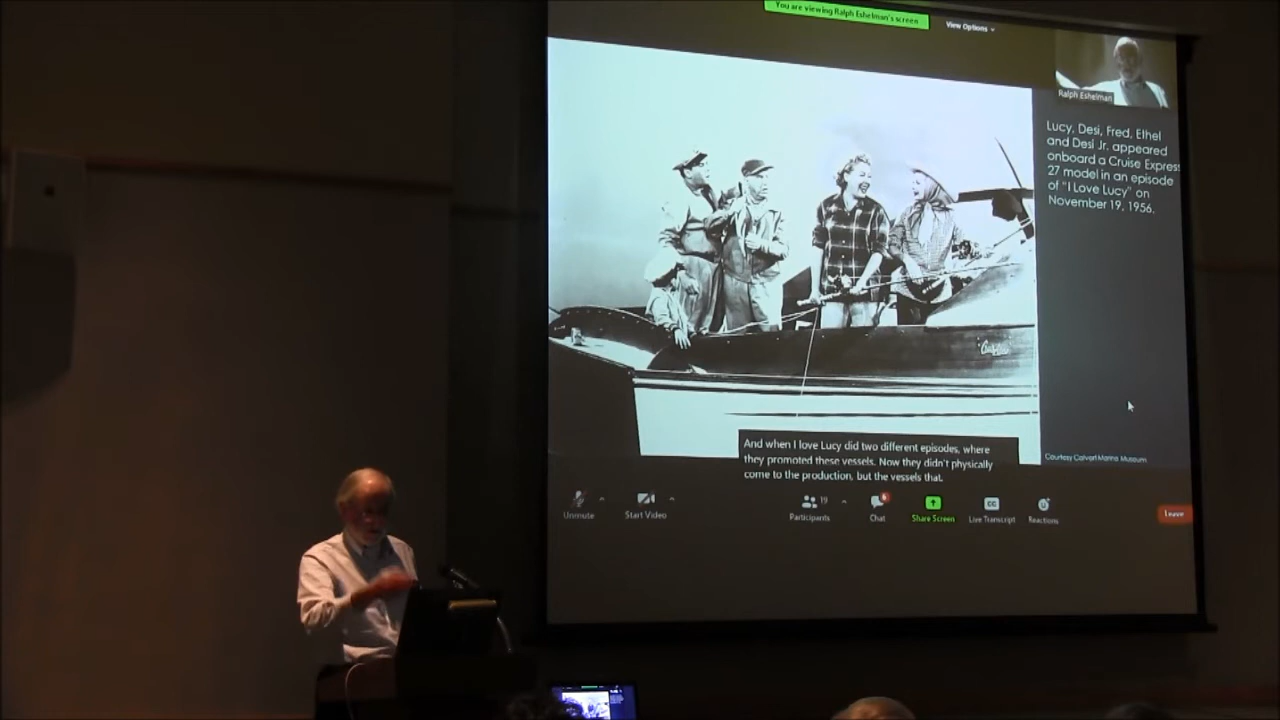 You are viewing Ralph Eshelman's screen
View Options
Ralph Eshelman
Lucy, Desi, Fred, Ethel
and Desi Jr. appeared
onboard a Cruise Express
27 model in an episode
of "I Love Lucy" on
November 19, 1956.
And when I love Lucy did two different episodes, where
they promoted these vessels. Now they didn't physically
come to the production, but the vessels that.
Courtesy Calvert Marine Museum
Unmute
Start Video
19
Participants
6
Chat
Share Screen
CC
Live Transcript
Reactions
Leave